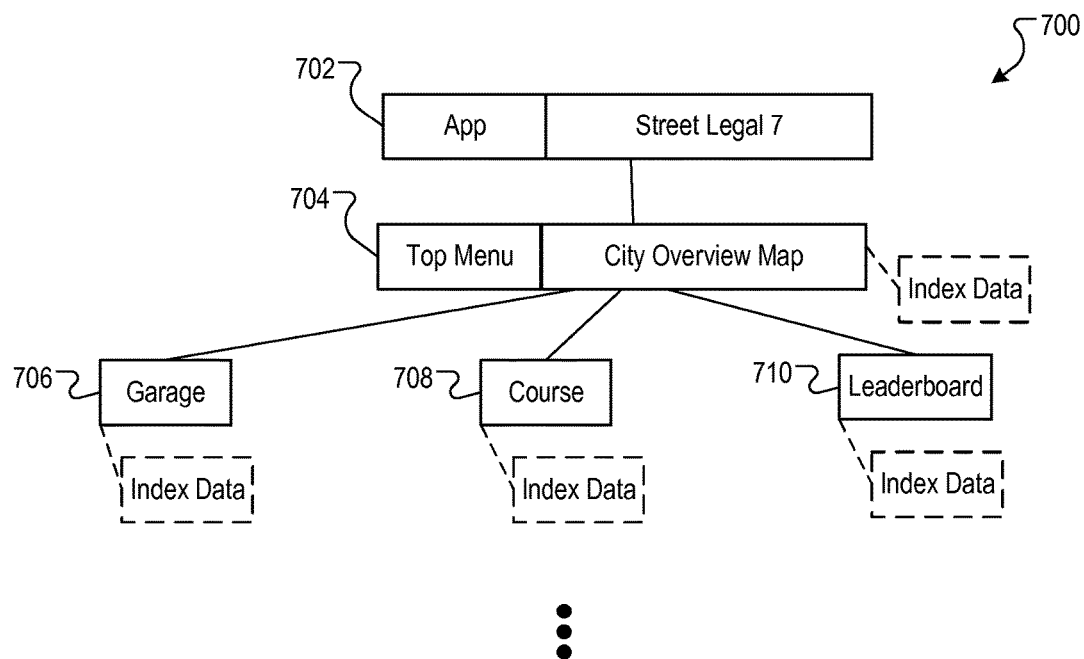 700
702
App
Street Legal 7
704
Top Menu
City Overview Map
Index Data
706
Garage
708
Course
710
Leaderboard
Index Data
Index Data
Index Data